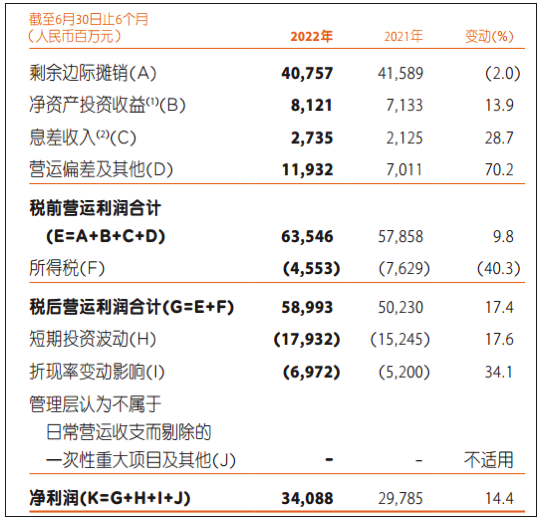 截至6月30日止6个月
(人民币百万元) 2022年 2021年 变动(%)
剩余边际摊销(A) 40,757 41,589 (2.0)
净资产投资收益⁽¹⁾(B) 8,121 7,133 13.9
息差收入⁽²⁾(C) 2,735 2,125 28.7
营运偏差及其他(D) 11,932 7,011 70.2
税前营运利润合计
(E=A+B+C+D) 63,546 57,858 9.8
所得税(F) (4,553) (7,629) (40.3)
税后营运利润合计(G=E+F) 58,993 50,230 17.4
短期投资波动(H) (17,932) (15,245) 17.6
折现率变动影响(I) (6,972) (5,200) 34.1
管理层认为不属于
日常营运收支而剔除的
一次性重大项目及其他(J) – – 不适用
净利润(K=G+H+I+J) 34,088 29,785 14.4